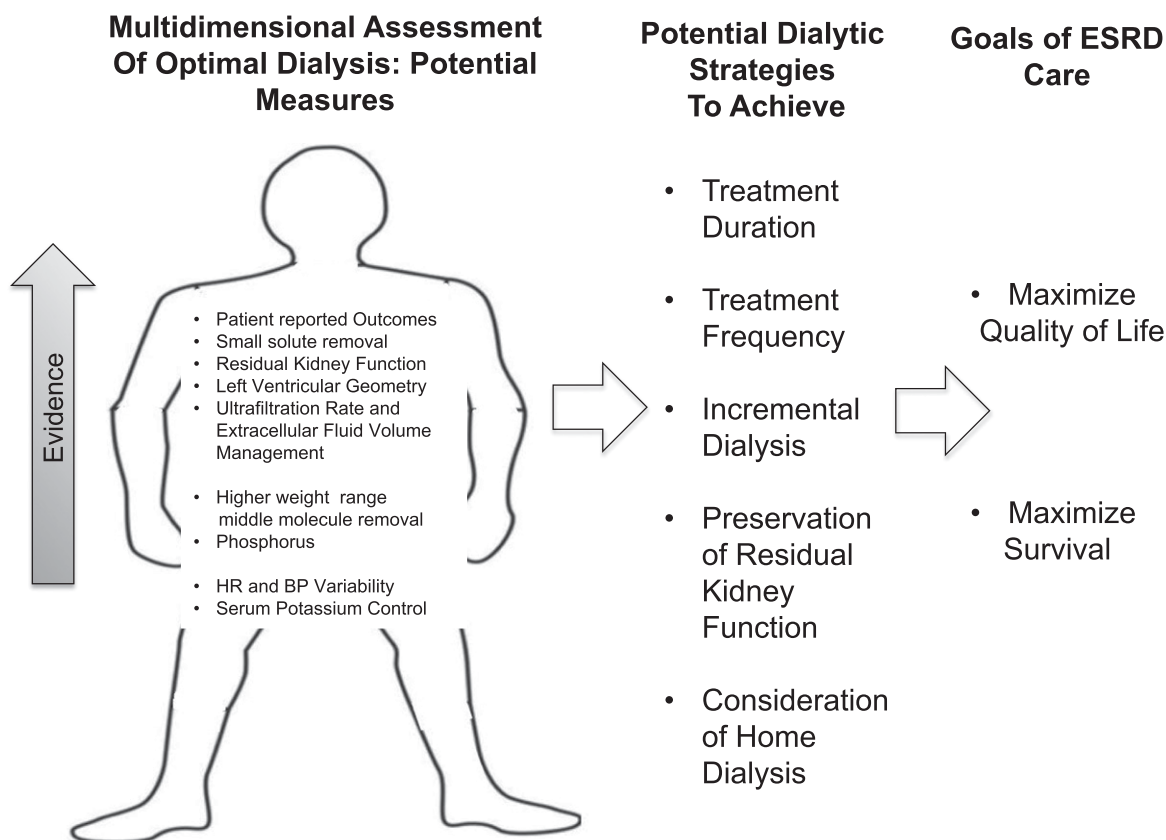 Multidimensional Assessment
Of Optimal Dialysis: Potential
Measures
Evidence
• Patient reported Outcomes
• Small solute removal
• Residual Kidney Function
• Left Ventricular Geometry
• Ultrafiltration Rate and
Extracellular Fluid Volume
Management
• Higher weight range
middle molecule removal
• Phosphorus
• HR and BP Variability
• Serum Potassium Control
Potential Dialytic
Strategies
To Achieve
• Treatment
Duration
• Treatment
Frequency
• Incremental
Dialysis
• Preservation
of Residual
Kidney
Function
• Consideration
of Home
Dialysis
Goals of ESRD
Care
• Maximize
Quality of Life
• Maximize
Survival